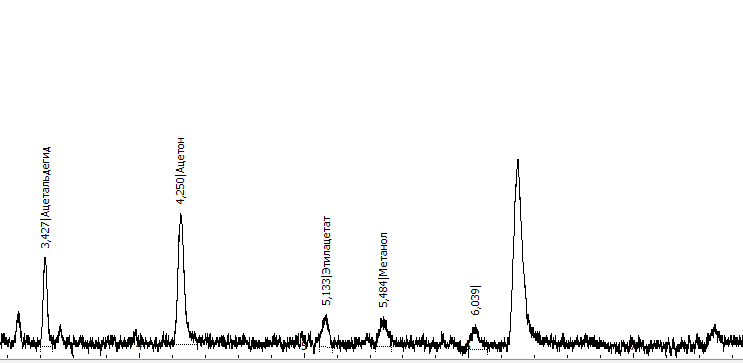 3,427|Ацетальдегид
4,250|Ацетон
5,133|Этилацетат
5,484|Метанол
6,039|